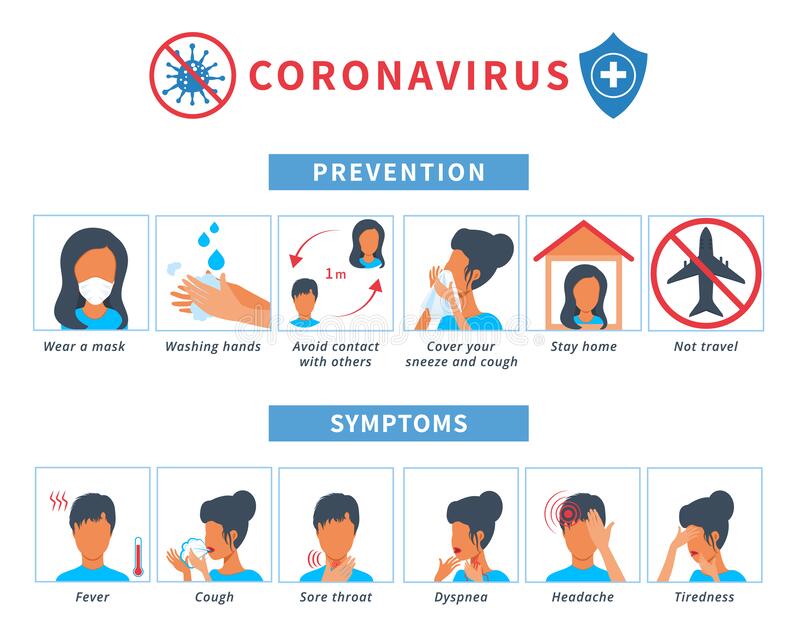 CORONAVIRUS
PREVENTION
1 m
Wear a mask
Washing hands
Avoid contact
with others
Cover your
sneeze and cough
Stay home
Not travel
SYMPTOMS
Fever
Cough
Sore throat
Dyspnea
Headache
Tiredness